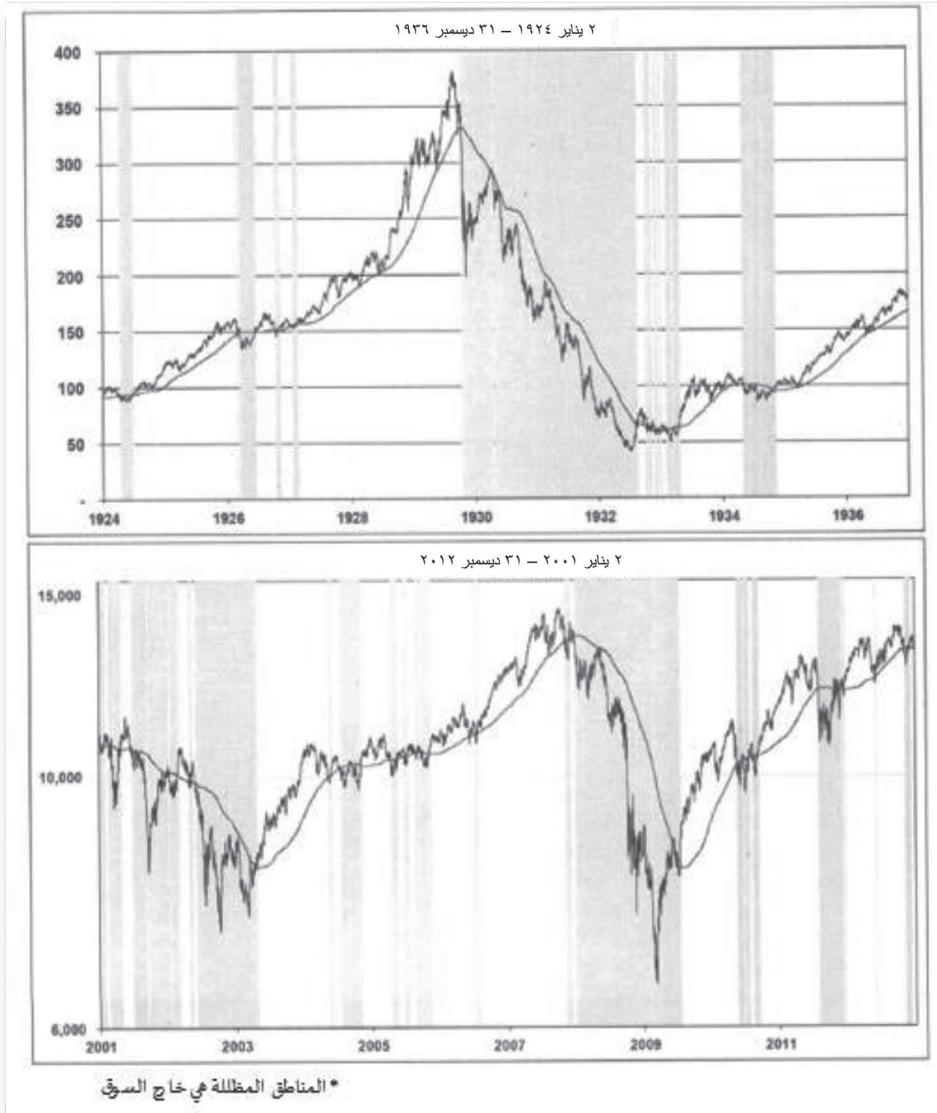 ٢ يناير ١٩٢٤ – ٣١ ديسمبر ١٩٣٦
400
350
300
250
200
150
100
50
-
1924 1926 1928 1930 1932 1934 1936
٢ يناير ٢٠٠١ – ٣١ ديسمبر ٢٠١٢
15,000
10,000
6,000
2001 2003 2005 2007 2009 2011
* المناطق المظللة هي خارج السوق